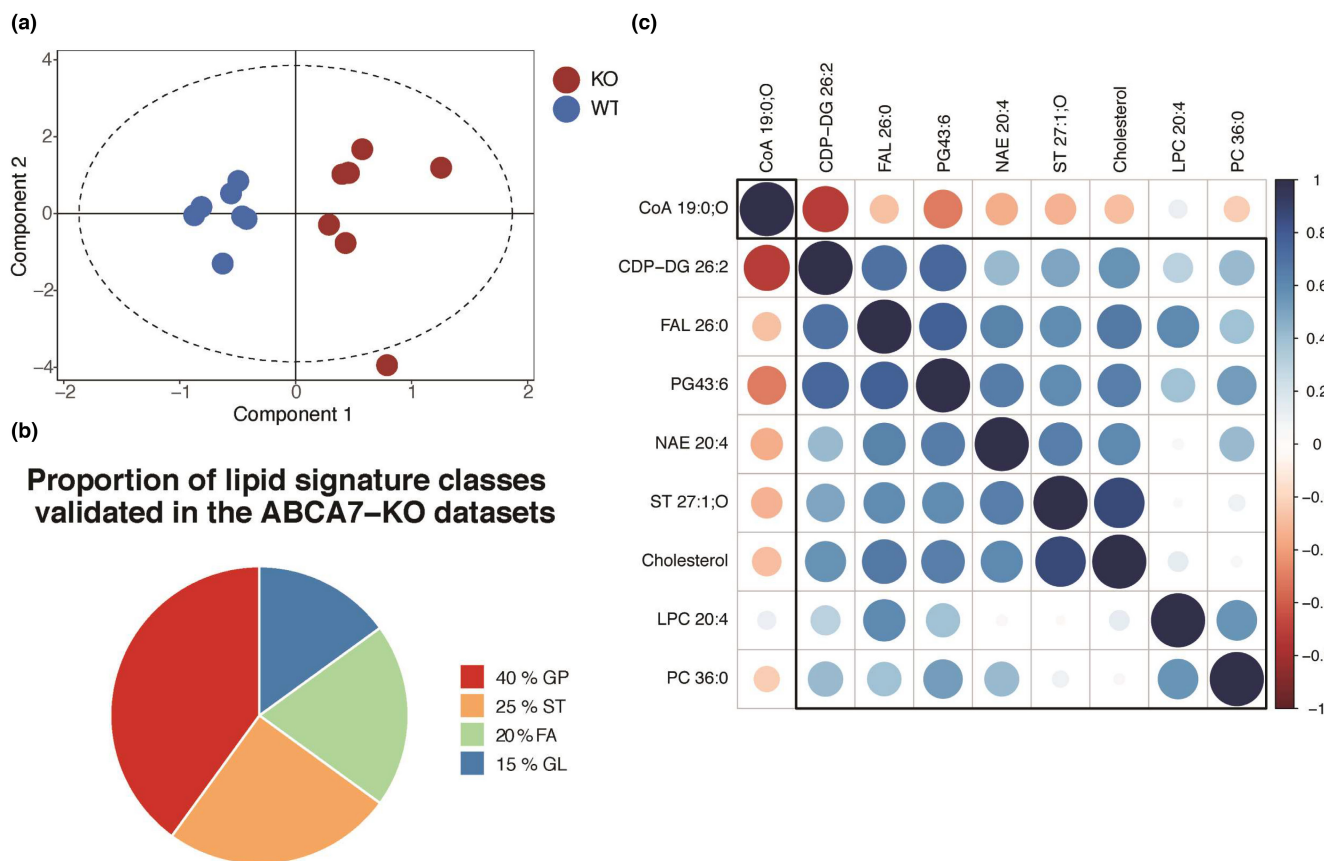 (a)
4
2
0
−2
−4
−2
−1
0
1
2
Component 2
Component 1
KO
WT
(b)
Proportion of lipid signature classes
validated in the ABCA7−KO datasets
40 % GP
25 % ST
20 % FA
15 % GL
(c)
CoA 19:0;O
CDP−DG 26:2
FAL 26:0
PG43:6
NAE 20:4
ST 27:1;O
Cholesterol
LPC 20:4
PC 36:0
CoA 19:0;O
CDP−DG 26:2
FAL 26:0
PG43:6
NAE 20:4
ST 27:1;O
Cholesterol
LPC 20:4
PC 36:0
1
0.8
0.6
0.4
0.2
0
−0.
−0.
−0.
−0.
−1